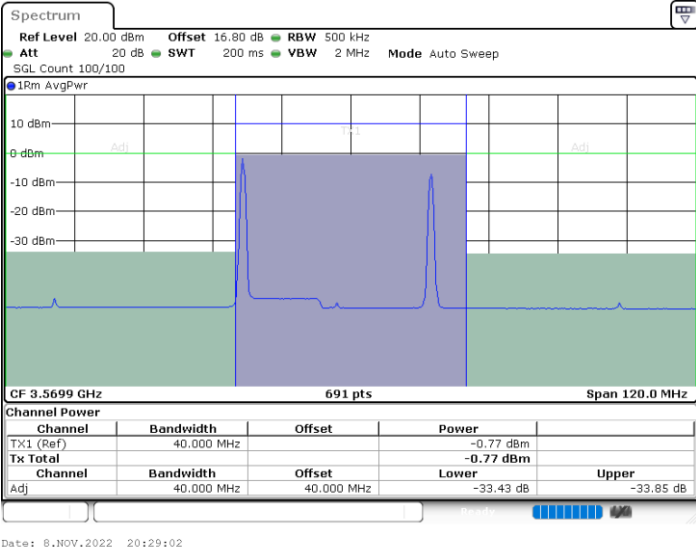 Spectrum
Ref Level 20.00 dBm Offset 16.80 dB RBW 500 kHz
Att 20 dB SWT 200 ms VBW 2 MHz Mode Auto Sweep
SGL Count 100/100
1Rm AvgPwr
10 dBm
TX1
Adj Adj
0 dBm
-10 dBm
-20 dBm
-30 dBm
CF 3.5699 GHz 691 pts Span 120.0 MHz
Channel Power
Channel Bandwidth Offset Power
TX1 (Ref) 40.000 MHz -0.77 dBm
Tx Total -0.77 dBm
Channel Bandwidth Offset Lower Upper
Adj 40.000 MHz 40.000 MHz -33.43 dB -33.85 dB
Ready
Date: 8.NOV.2022 20:29:02